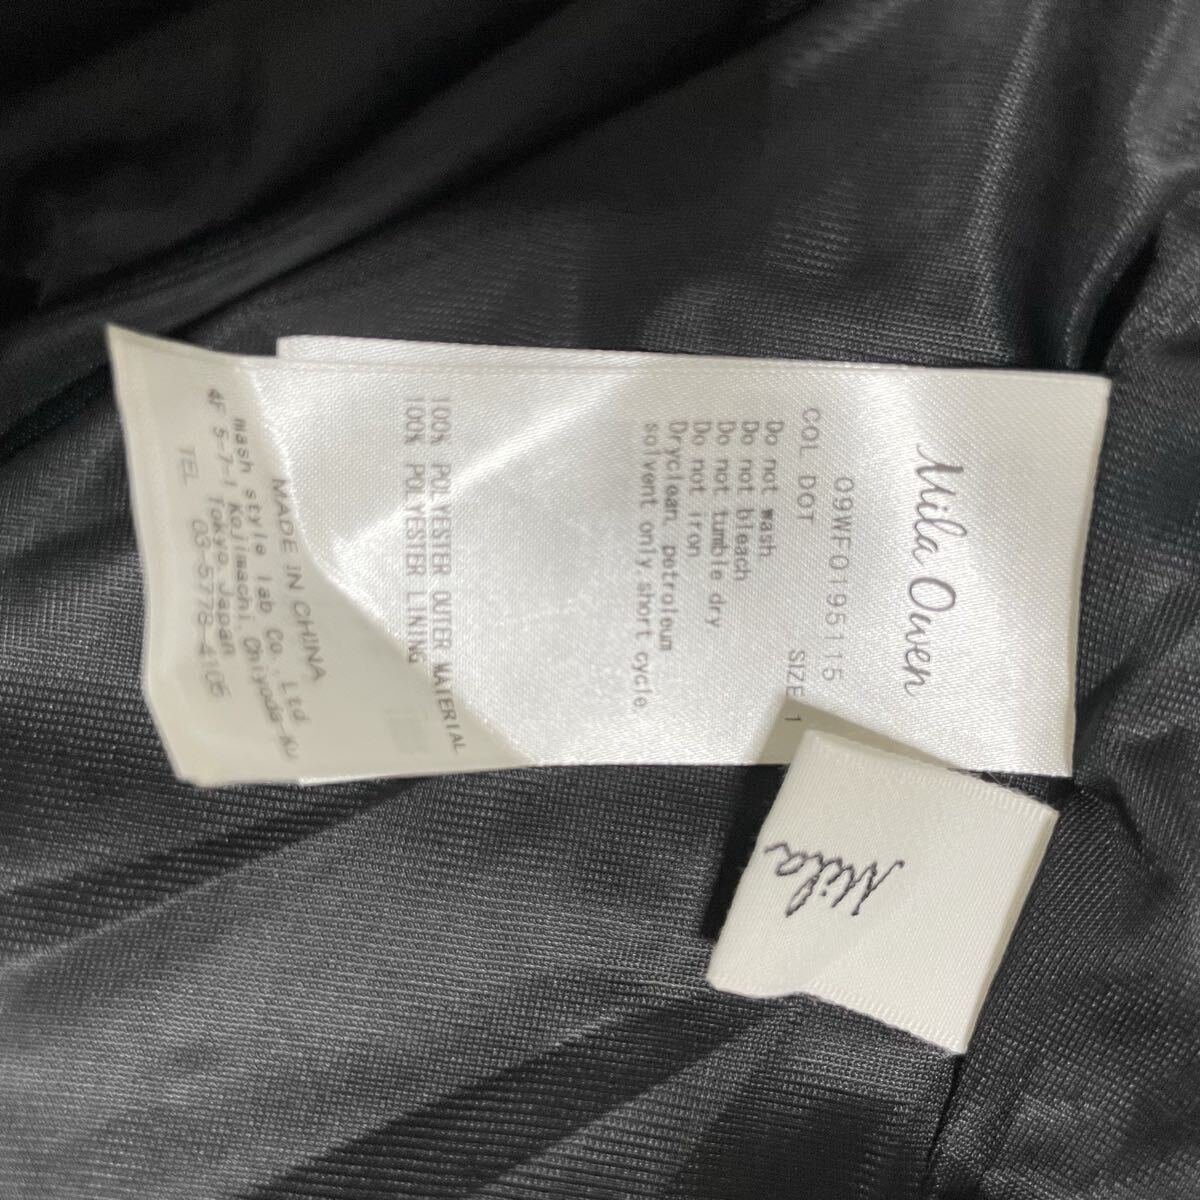 Mila Owen
09WF0195115
COL DOT SIZE 1
Do not wash
Do not bleach
Do not tumble dry
Do not iron
Dryclean, petroleum
solvent only short cycle
100% POLYESTER OUTER MATERIAL
100% POLYESTER LINING
MADE IN CHINA
mash style lab Co., Ltd.
4F 5-7-1 Kojimachi, Chiyoda-Ku
Tokyo, Japan
TEL 03-5778-4105
Mila